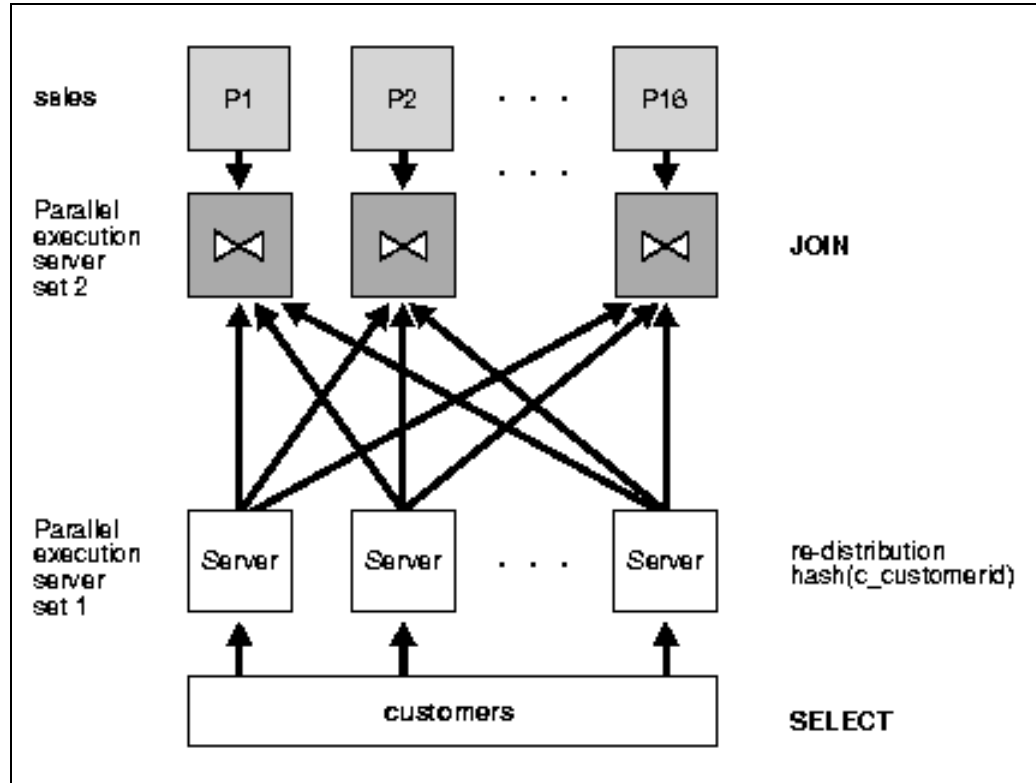 sales
P1
P2
. . .
P16
. . .
Parallel
execution
server
set 2
JOIN
Parallel
execution
server
set 1
Server
Server
. . .
Server
re-distribution
hash(c_customerid)
customers
SELECT